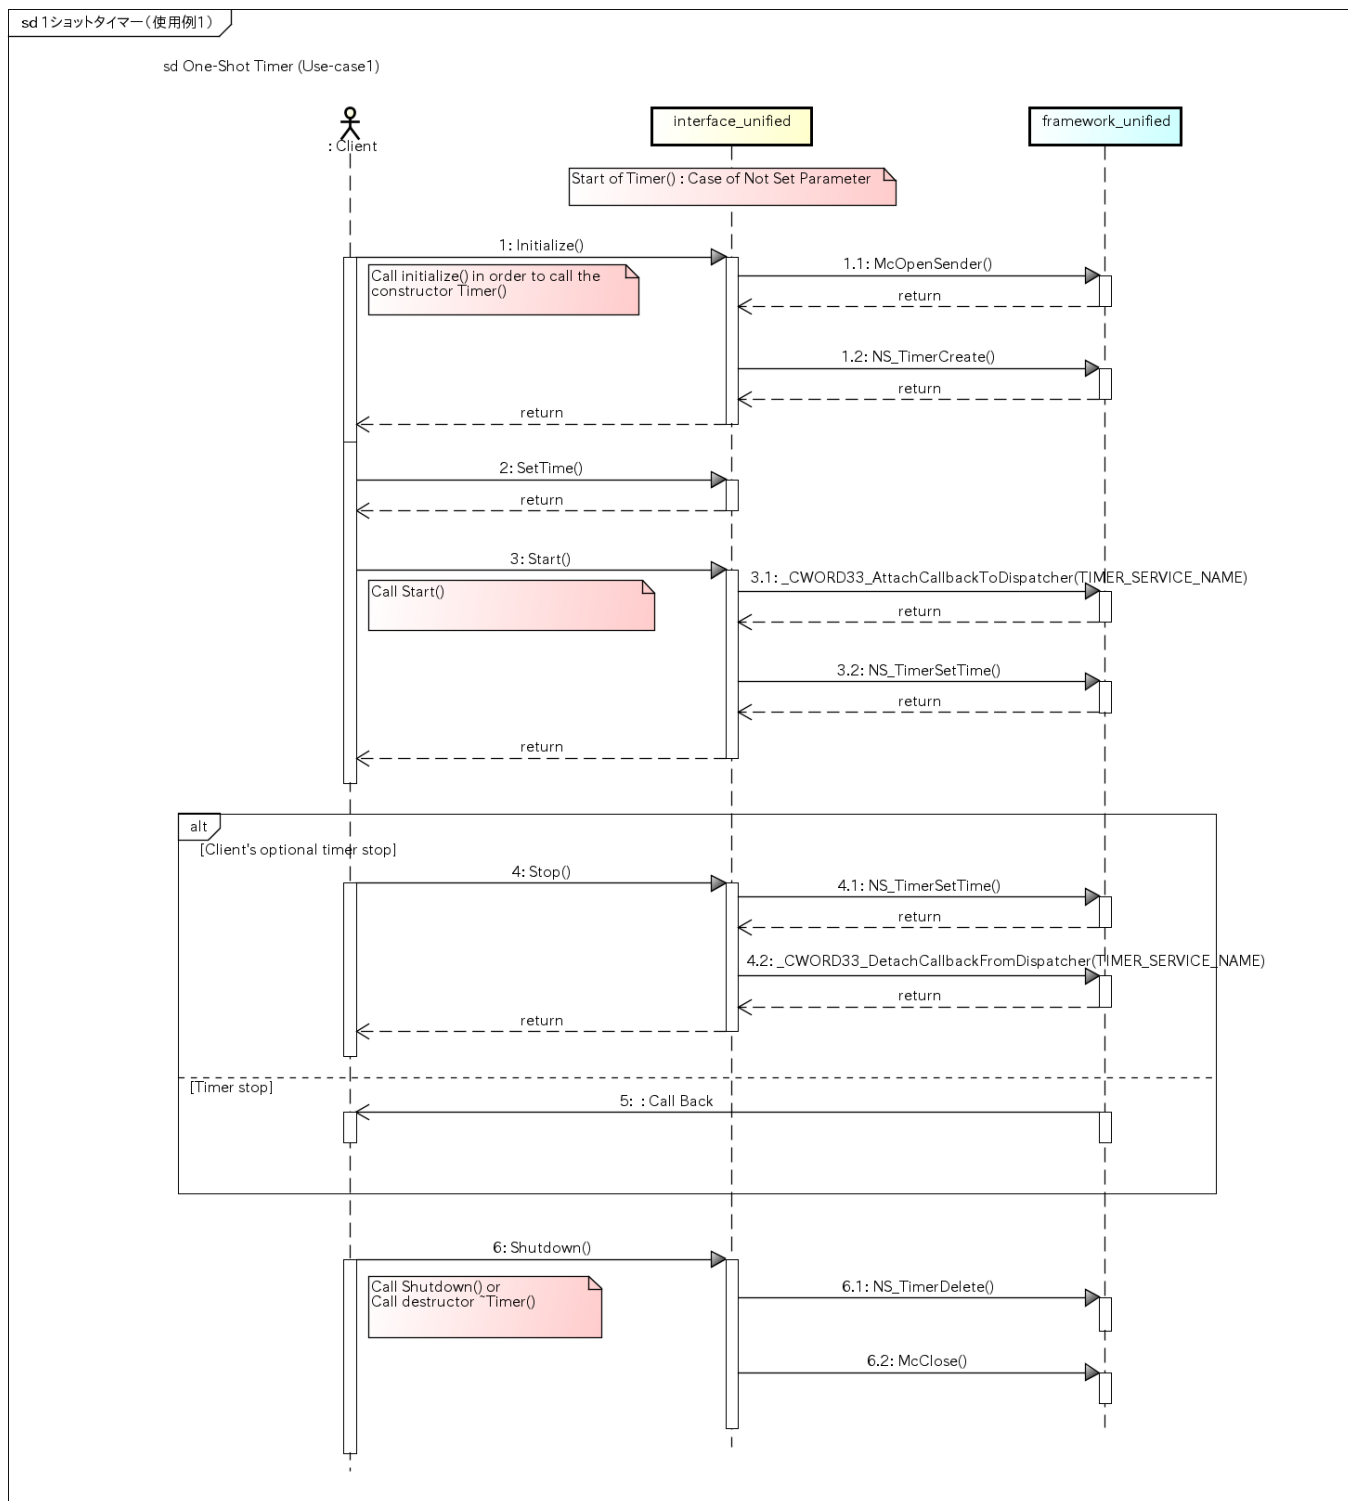 sd 1ショットタイマー（使用例1）
sd One-Shot Timer (Use-case1)
: Client
interface_unified
framework_unified
Start of Timer() : Case of Not Set Parameter
1: Initialize()
Call initialize() in order to call the
constructor Timer()
1.1: McOpenSender()
return
1.2: NS_TimerCreate()
return
return
2: SetTime()
return
3: Start()
Call Start()
3.1: _CWORD33_AttachCallbackToDispatcher(TIMER_SERVICE_NAME)
return
3.2: NS_TimerSetTime()
return
return
alt
[Client's optional timer stop]
4: Stop()
4.1: NS_TimerSetTime()
return
4.2: _CWORD33_DetachCallbackFromDispatcher(TIMER_SERVICE_NAME)
return
return
[Timer stop]
5: : Call Back
6: Shutdown()
Call Shutdown() or
Call destructor ~Timer()
6.1: NS_TimerDelete()
6.2: McClose()